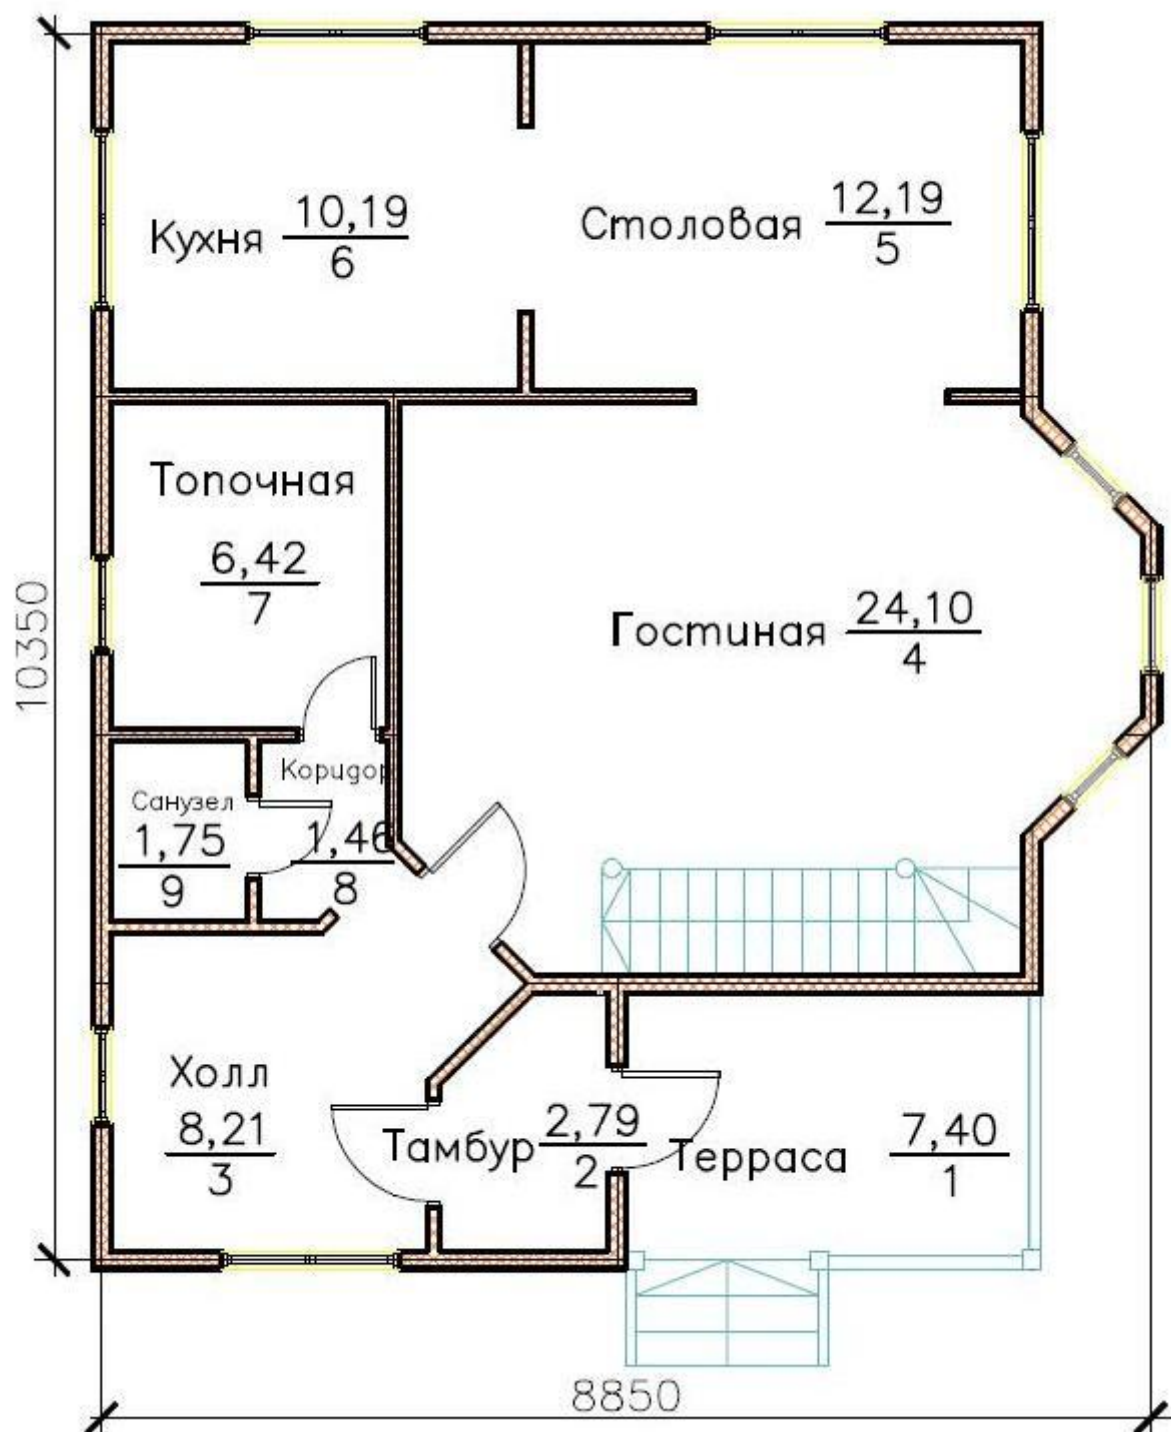 Кухня 10,19
6
Столовая 12,19
5
Топочная
6,42
7
Гостиная 24,10
4
10350
Коридор
1,46
8
Санузел
1,75
9
Холл
8,21
3
Тамбур 2,79
2
Терраса 7,40
1
8850